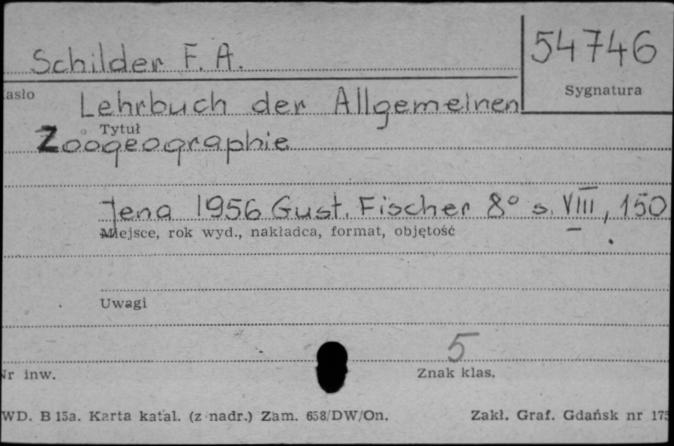 Schilder F. A.
54746
Sygnatura
asło
Lehrbuch der Allgemeinen
Tytuł
Zoogeographie
Jena 1956 Gust. Fischer 8° s. VIII, 150
Miejsce, rok wyd., nakładca, format, objętość
Uwagi
5
Nr inw.
Znak klas.
WD. B 15a. Karta katal. (z nadr.) Zam. 658/DW/On.
Zakł. Graf. Gdańsk nr 175